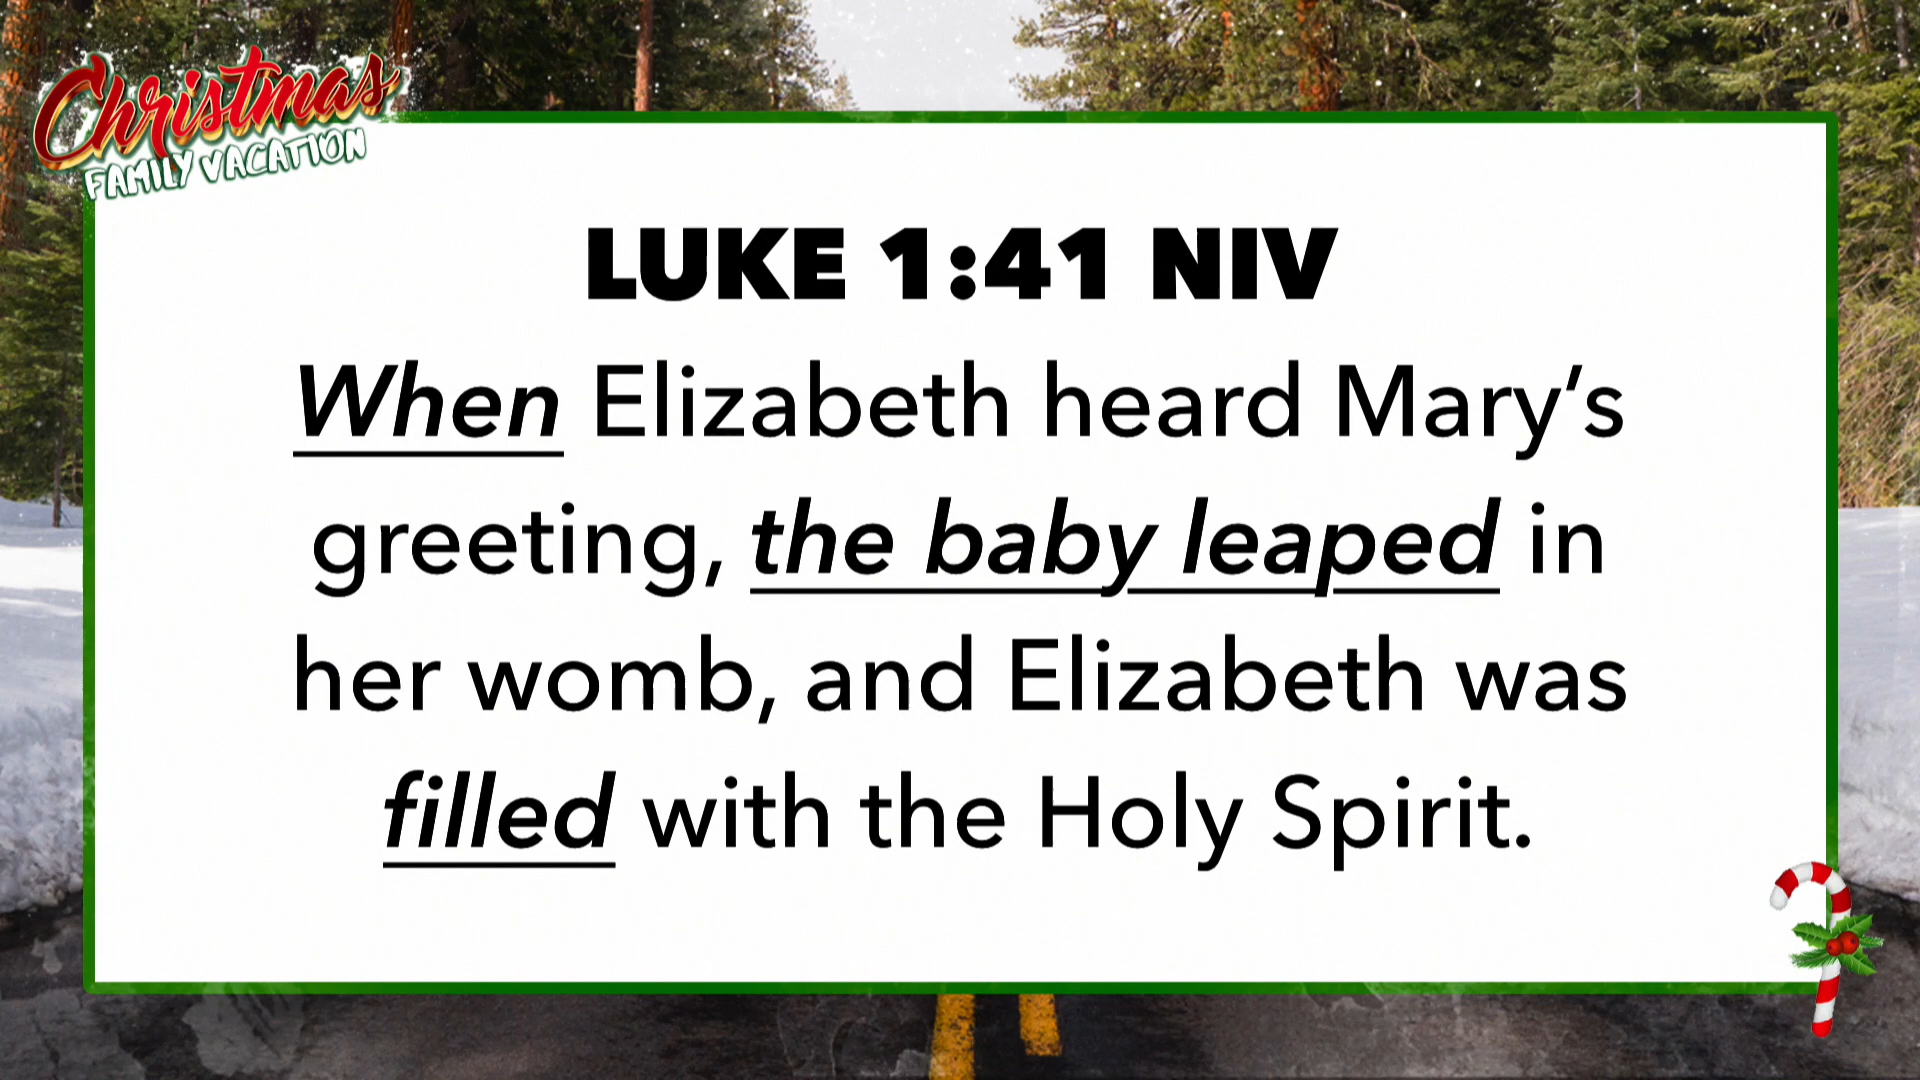 Christmas
FAMILY VACATION
LUKE 1:41 NIV
When Elizabeth heard Mary’s
greeting, the baby leaped in
her womb, and Elizabeth was
filled with the Holy Spirit.